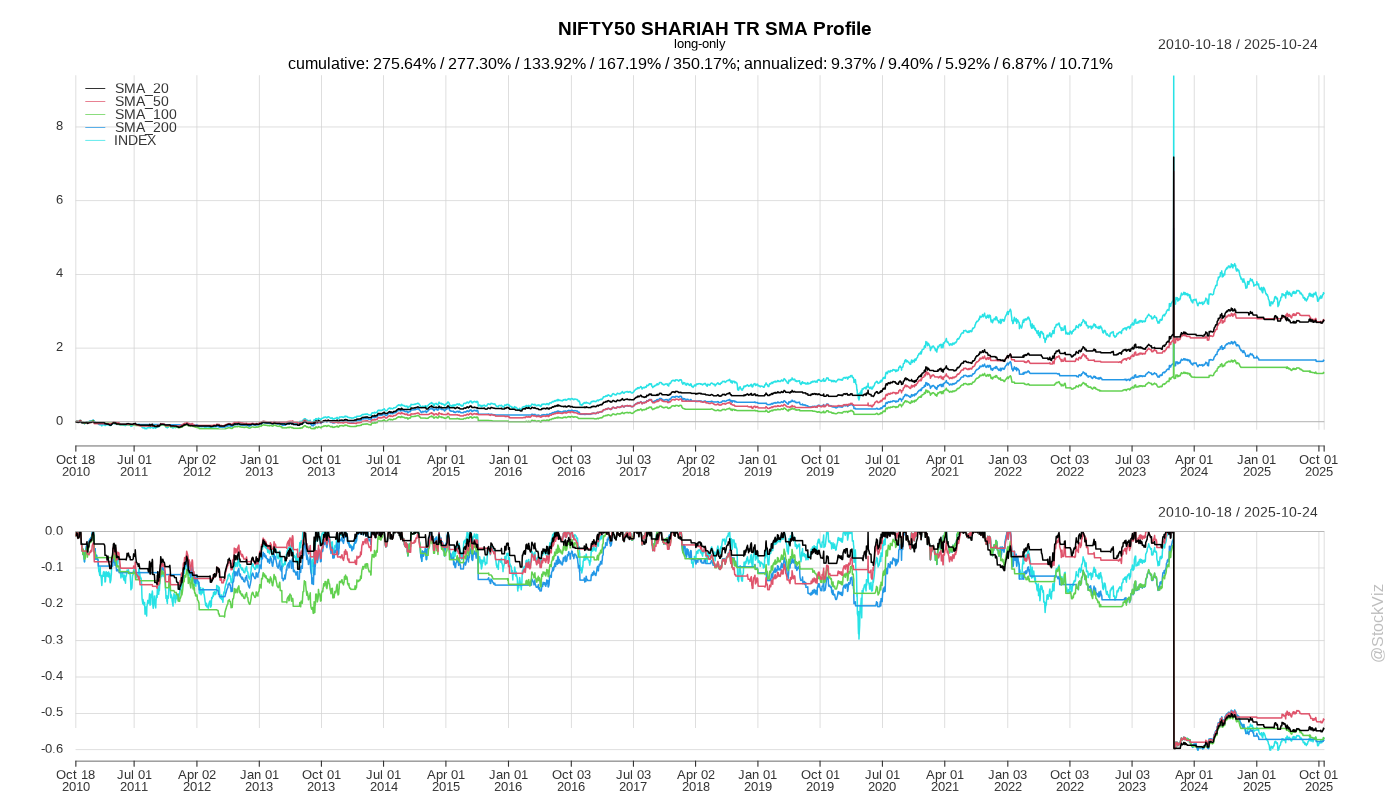 NIFTY50 SHARIAH TR SMA Profile
long-only
2010-10-18 / 2025-10-24
cumulative: 275.64% / 277.30% / 133.92% / 167.19% / 350.17%; annualized: 9.37% / 9.40% / 5.92% / 6.87% / 10.71%
SMA_20
SMA_50
SMA_100
SMA_200
INDEX
8
6
4
2
0
Oct 18 Jul 01 Apr 02 Jan 01 Oct 01 Jul 01 Apr 01 Jan 01 Oct 03 Jul 03 Apr 02 Jan 01 Oct 01 Jul 01 Apr 01 Jan 03 Oct 03 Jul 03 Apr 01 Jan 01 Oct 01
2010 2011 2012 2013 2013 2014 2015 2016 2016 2017 2018 2019 2019 2020 2021 2022 2022 2023 2024 2025 2025
2010-10-18 / 2025-10-24
0.0
-0.1
-0.2
-0.3
-0.4
-0.5
-0.6
Oct 18 Jul 01 Apr 02 Jan 01 Oct 01 Jul 01 Apr 01 Jan 01 Oct 03 Jul 03 Apr 02 Jan 01 Oct 01 Jul 01 Apr 01 Jan 03 Oct 03 Jul 03 Apr 01 Jan 01 Oct 01
2010 2011 2012 2013 2013 2014 2015 2016 2016 2017 2018 2019 2019 2020 2021 2022 2022 2023 2024 2025 2025
@StockViz